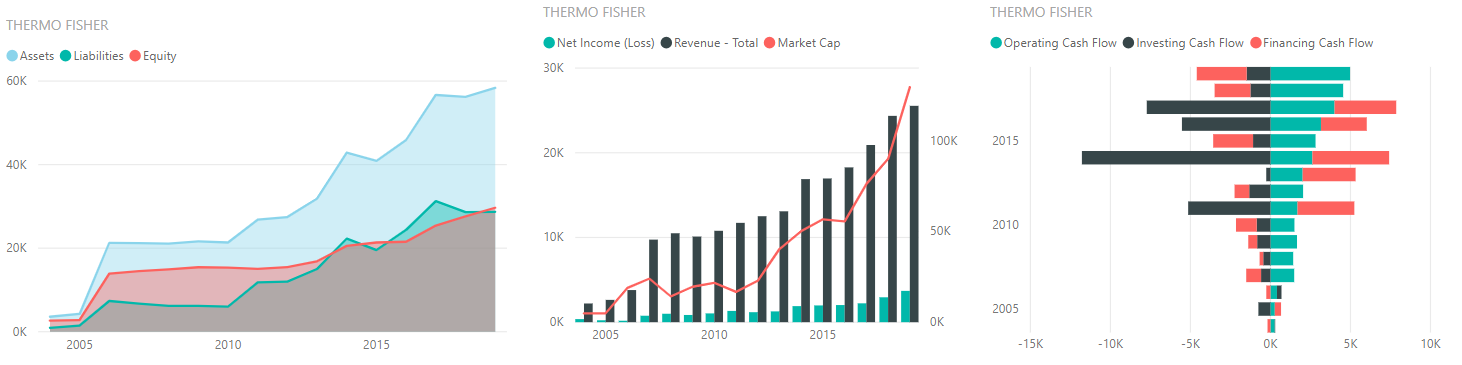 THERMO FISHER
Assets Liabilities Equity
60K
40K
20K
0K
2005 2010 2015
THERMO FISHER
Net Income (Loss) Revenue - Total Market Cap
30K
20K
10K
0K
100K
50K
0K
2005 2010 2015
THERMO FISHER
Operating Cash Flow Investing Cash Flow Financing Cash Flow
2015
2010
2005
-15K -10K -5K 0K 5K 10K